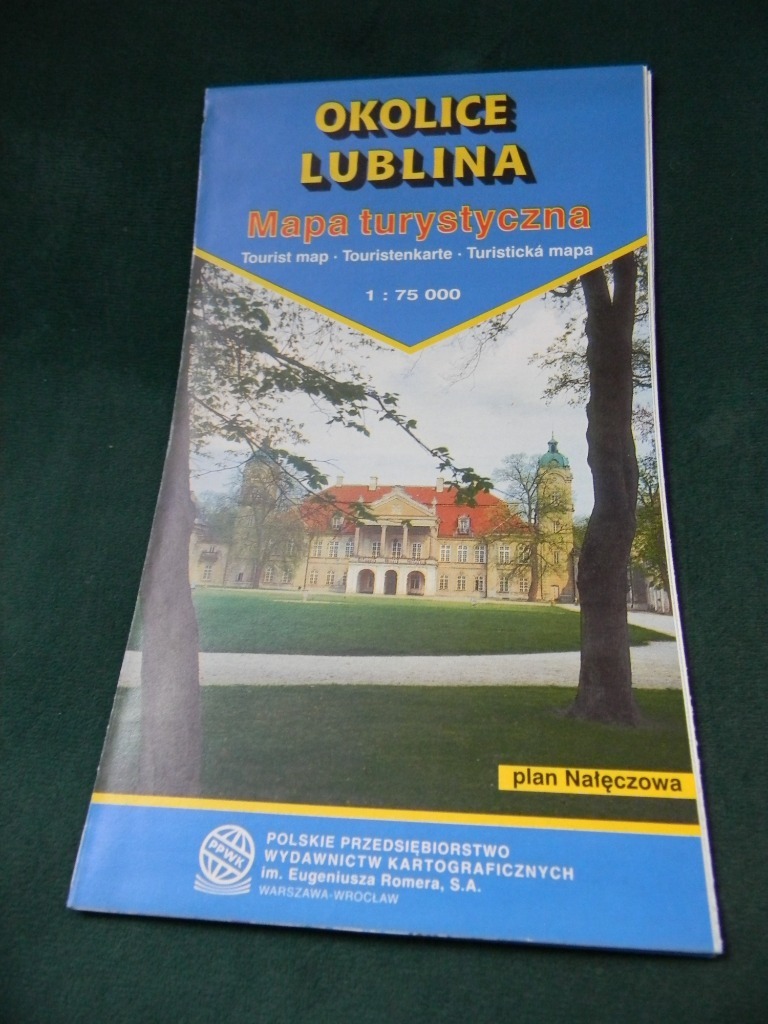 OKOLICE
LUBLINA
Mapa turystyczna
Tourist map · Touristenkarte · Turistická mapa
1 : 75 000
plan Nałęczowa
PPWK
POLSKIE PRZEDSIĘBIORSTWO
WYDAWNICTW KARTOGRAFICZNYCH
im. Eugeniusza Romera, S.A.
WARSZAWA-WROCŁAW